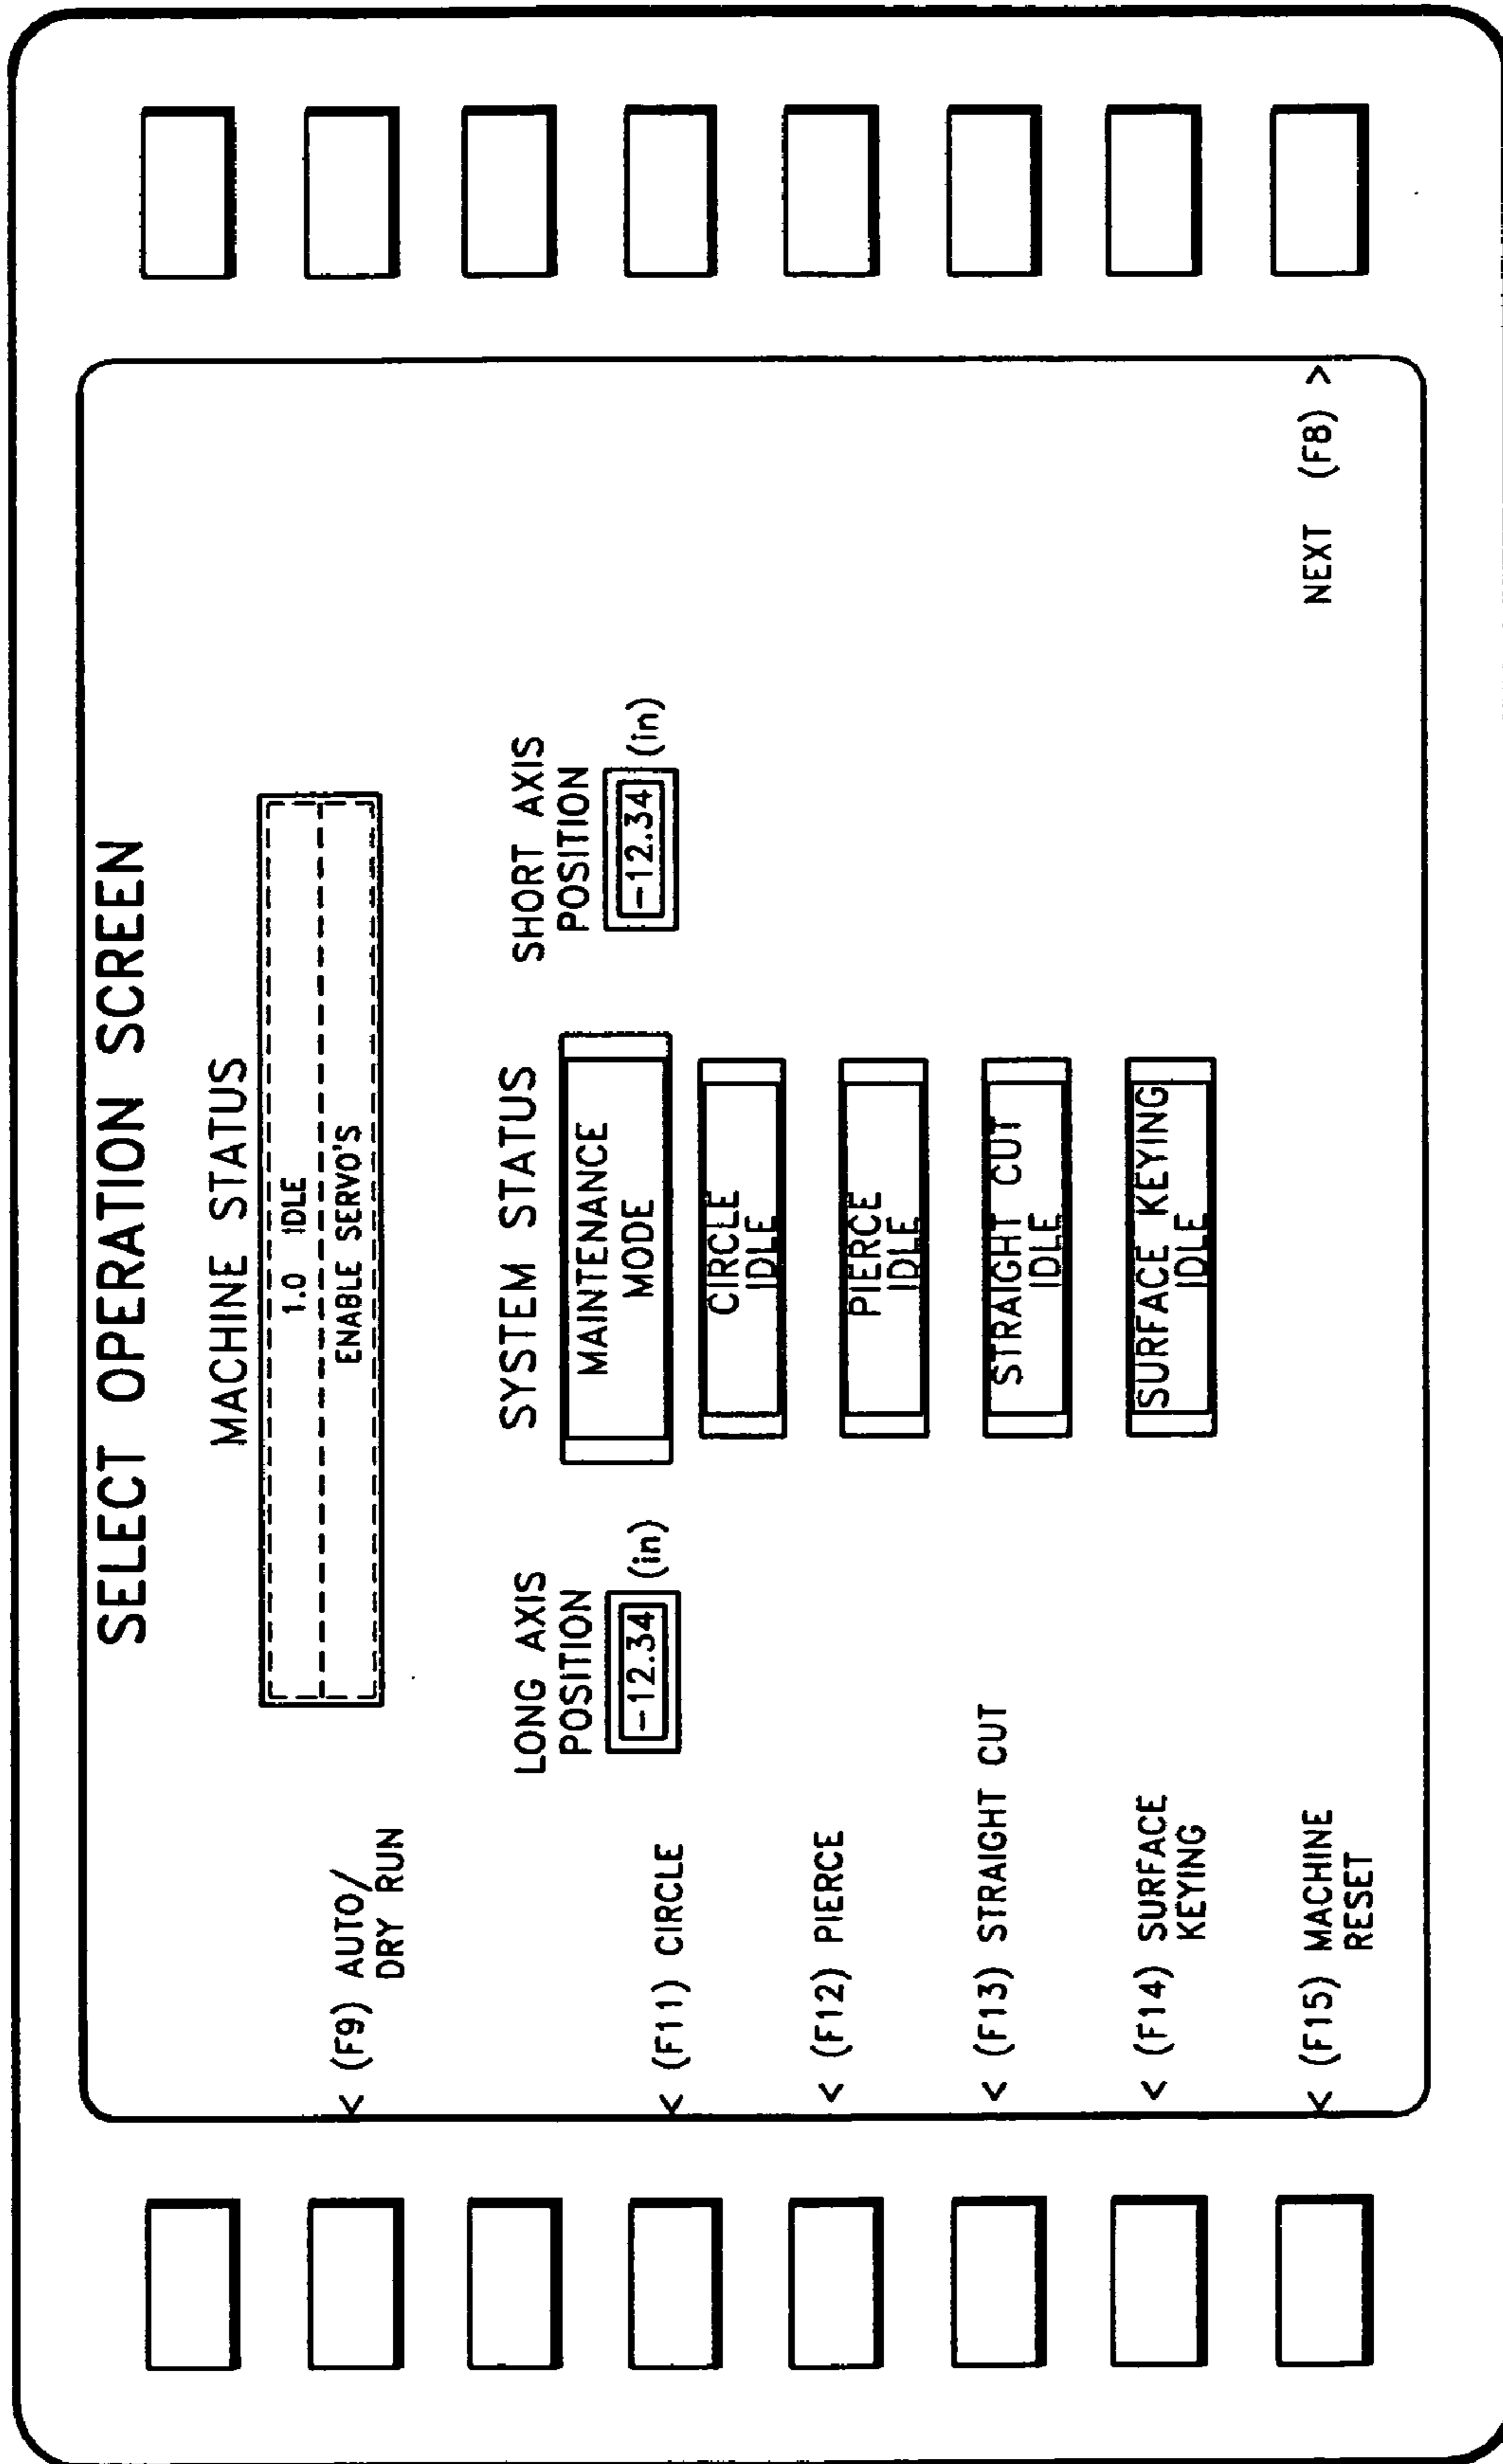 SELECT OPERATION SCREEN
MACHINE STATUS
1.0 IDLE
ENABLE SERVO'S
< (F9) AUTO/
DRY RUN
LONG AXIS
POSITION
-12.34 (in)
SYSTEM STATUS
MAINTENANCE
MODE
SHORT AXIS
POSITION
-12.34 (in)
< (F11) CIRCLE
CIRCLE
IDLE
< (F12) PIERCE
PIERCE
IDLE
< (F13) STRAIGHT CUT
STRAIGHT CUT
IDLE
< (F14) SURFACE
KEYING
SURFACE KEYING
IDLE
< (F15) MACHINE
RESET
NEXT (F8) >